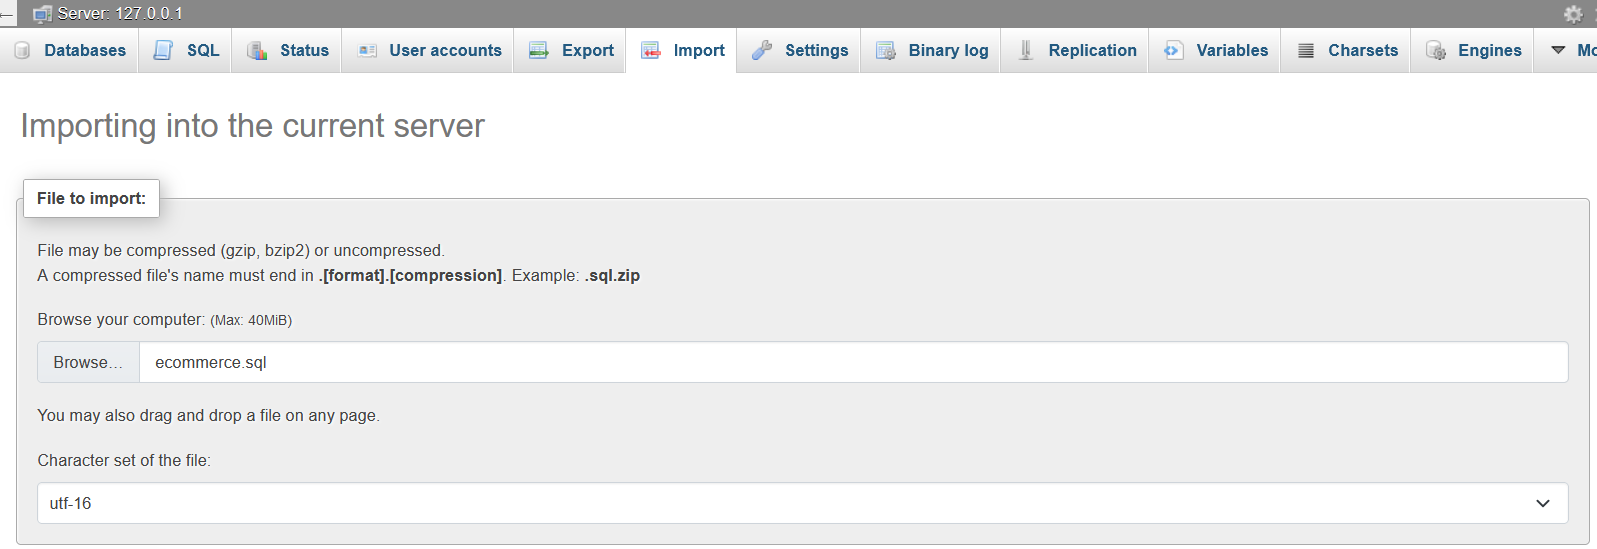 Server: 127.0.0.1
Databases SQL Status User accounts Export Import Settings Binary log Replication Variables Charsets Engines Mo
Importing into the current server
File to import:
File may be compressed (gzip, bzip2) or uncompressed.
A compressed file's name must end in .[format].[compression]. Example: .sql.zip
Browse your computer: (Max: 40MiB)
Browse... ecommerce.sql
You may also drag and drop a file on any page.
Character set of the file:
utf-16